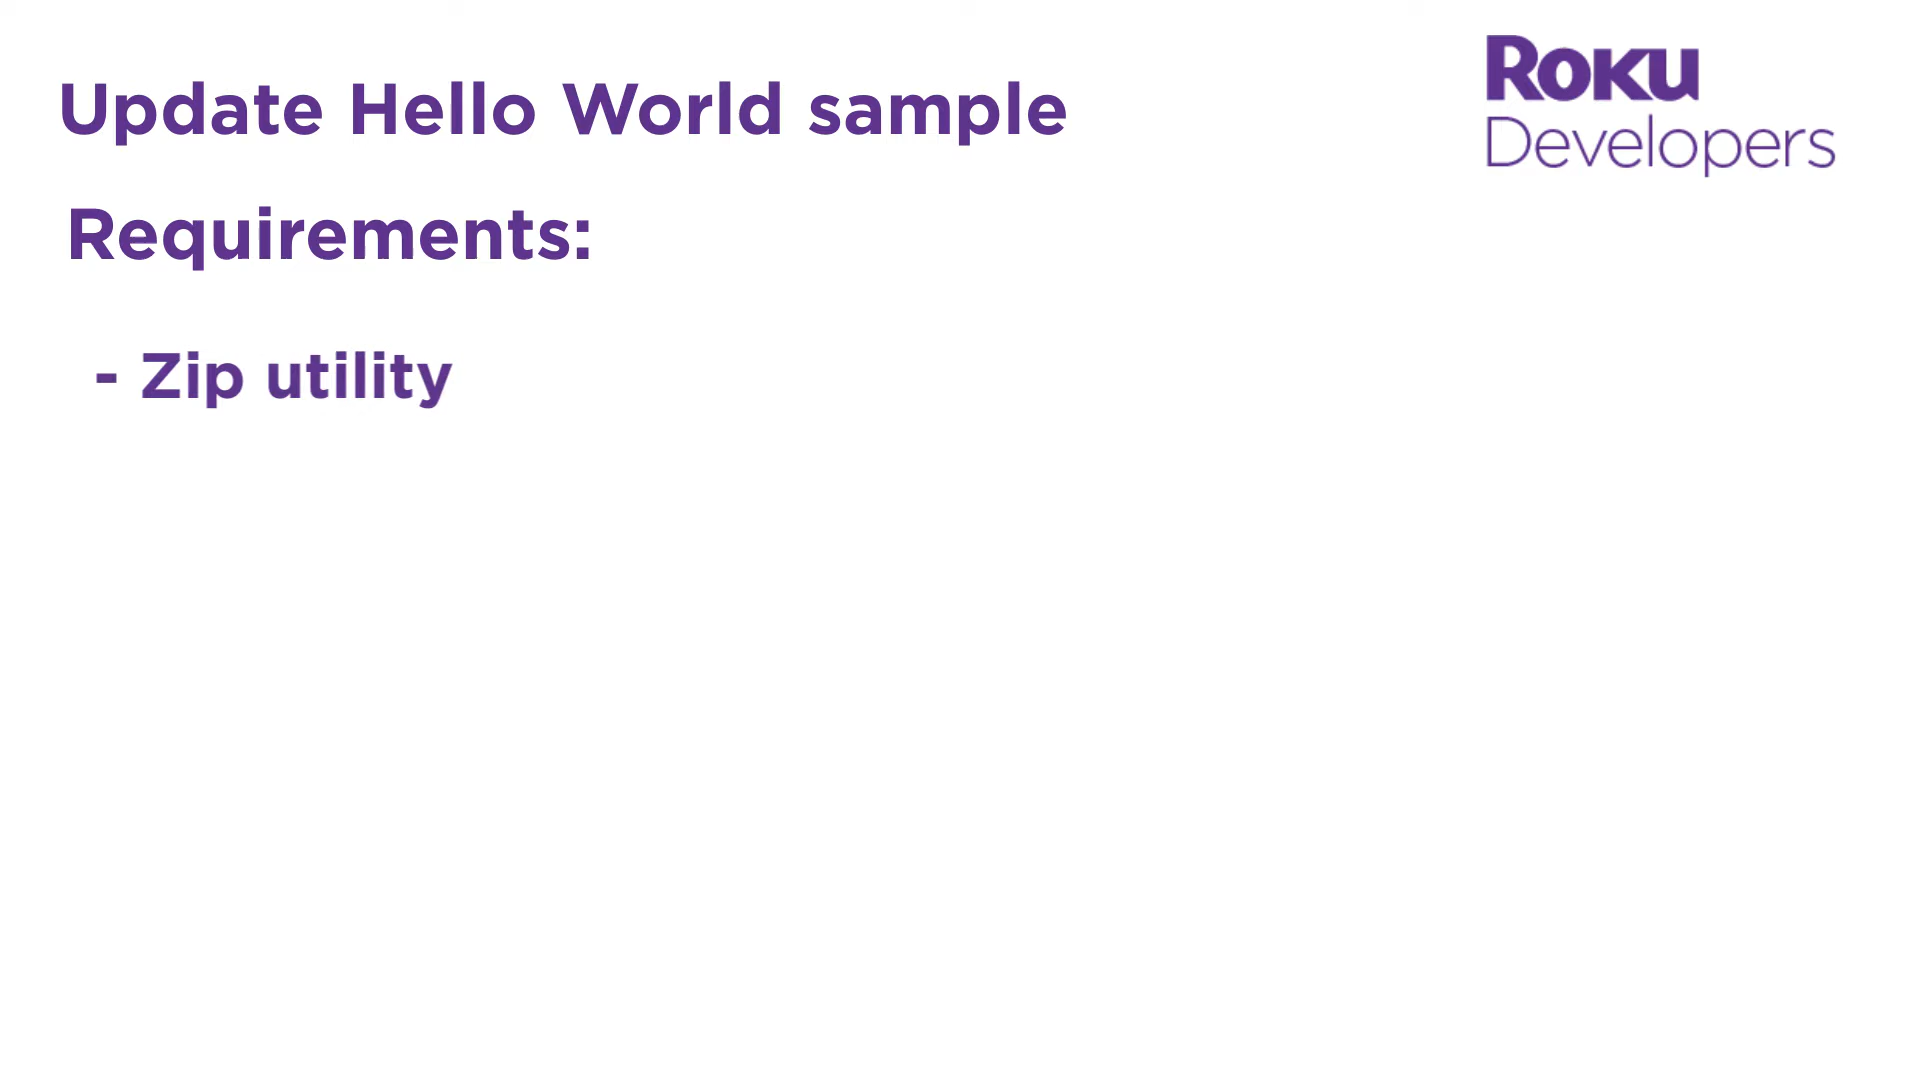 Update Hello World sample
Roku
Developers
Requirements:
- Zip utility